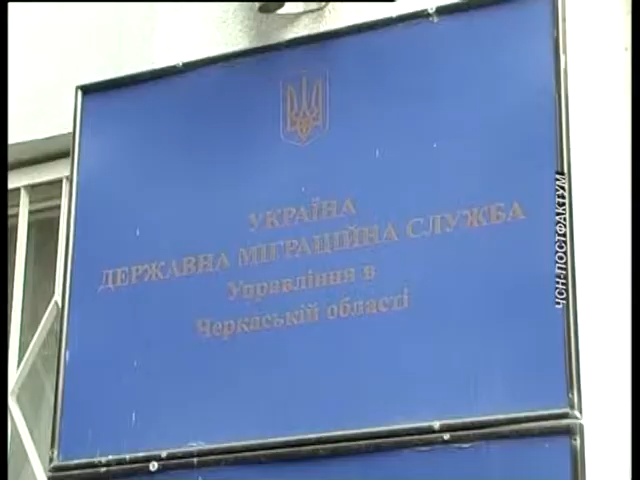 УКРАЇНА
ДЕРЖАВНА МІГРАЦІЙНА СЛУЖБА
Управління в
Черкаській області
ЧСН-ПОСТФАКТУМ